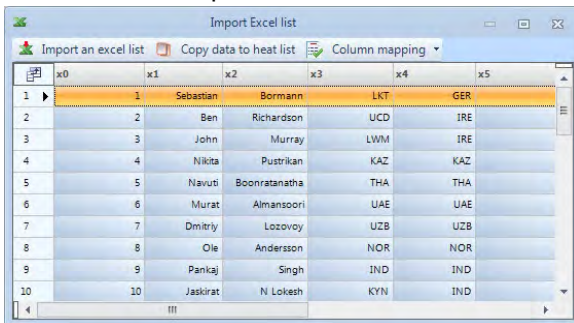 Import Excel list
Import an excel list Copy data to heat list Column mapping
x0 x1 x2 x3 x4 x5
1 1 Sebastian Bormann LKT GER
2 2 Ben Richardson UCD IRE
3 3 John Murray LWM IRE
4 4 Nikita Pustrikan KAZ KAZ
5 5 Navuti Boonratanatha THA THA
6 6 Murat Almansoori UAE UAE
7 7 Dmitriy Lozovoy UZB UZB
8 8 Ole Andersson NOR NOR
9 9 Pankaj Singh IND IND
10 10 Jaskirat N Lokesh KYN IND